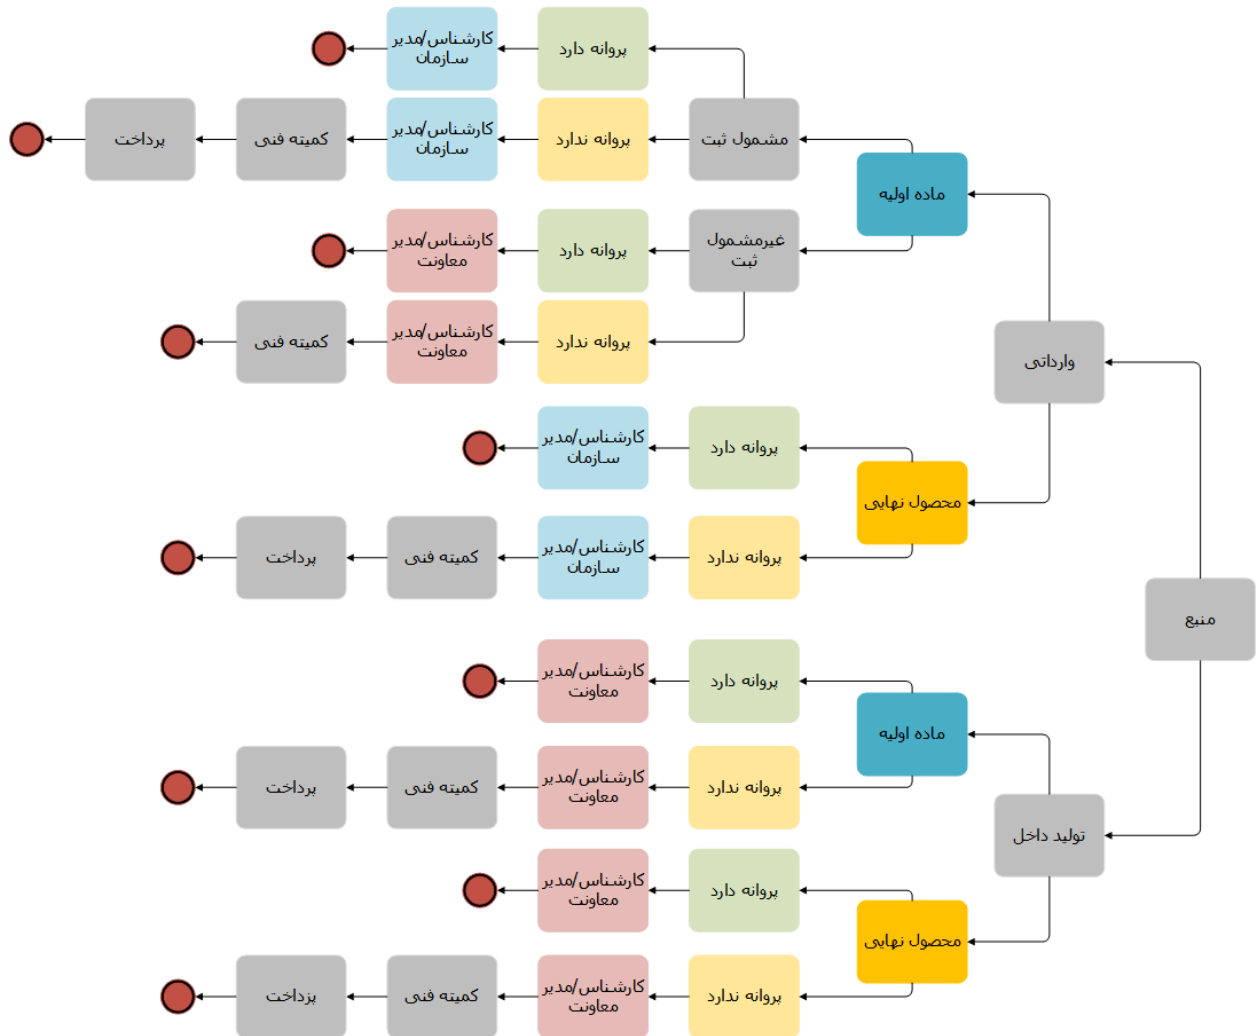 کارشناس/مدیر
سازمان
پروانه دارد
مشمول ثبت
پروانه ندارد
کارشناس/مدیر
سازمان
کمیته فنی
پرداخت
ماده اولیه
غیرمشمول
ثبت
پروانه دارد
کارشناس/مدیر
معاونت
پروانه ندارد
کارشناس/مدیر
معاونت
کمیته فنی
وارداتی
پروانه دارد
کارشناس/مدیر
سازمان
محصول نهایی
پروانه ندارد
کارشناس/مدیر
سازمان
کمیته فنی
پرداخت
منبع
پروانه دارد
کارشناس/مدیر
معاونت
ماده اولیه
پروانه ندارد
کارشناس/مدیر
معاونت
کمیته فنی
پرداخت
تولید داخل
پروانه دارد
کارشناس/مدیر
معاونت
محصول نهایی
پروانه ندارد
کارشناس/مدیر
معاونت
کمیته فنی
پزداخت